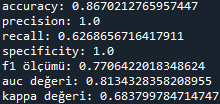 accuracy: 0.8670212765957447
precision: 1.0
recall: 0.6268656716417911
specificity: 1.0
f1 ölçümü: 0.7706422018348624
auc değeri: 0.8134328358208955
kappa değeri: 0.683799784714747